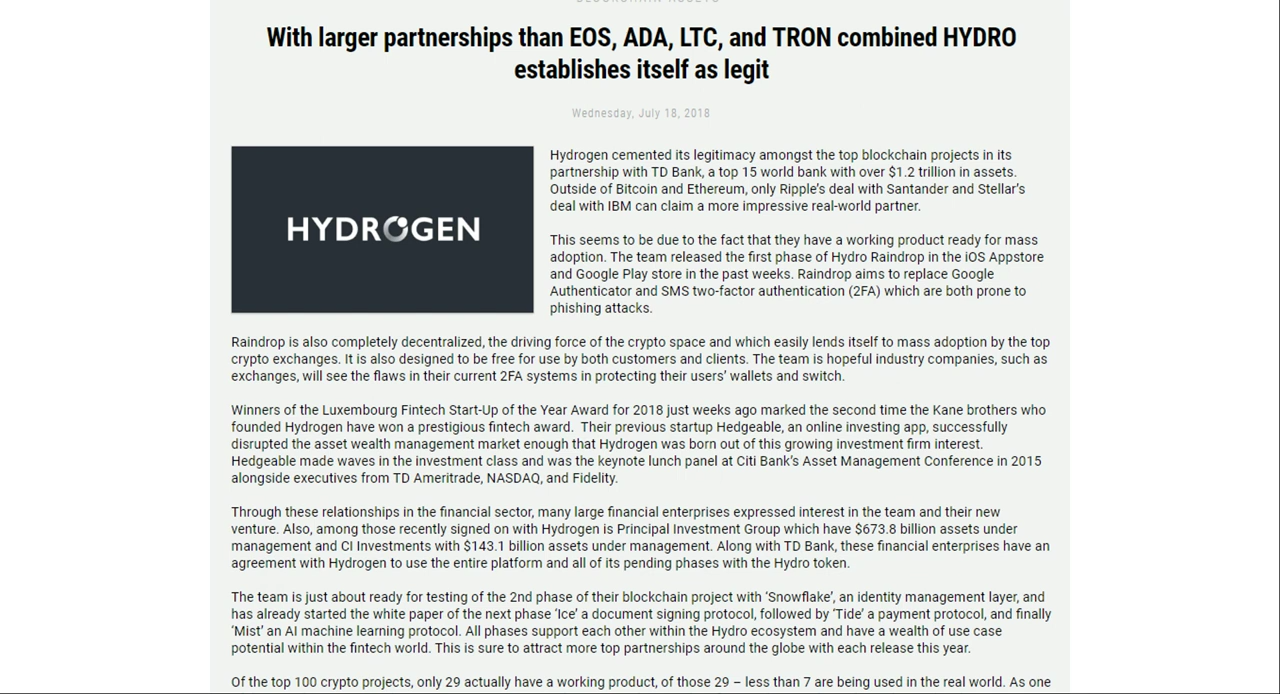 BLOCKCHAIN ASSETS
With larger partnerships than EOS, ADA, LTC, and TRON combined HYDRO
establishes itself as legit
Wednesday, July 18, 2018
HYDROGEN
Hydrogen cemented its legitimacy amongst the top blockchain projects in its
partnership with TD Bank, a top 15 world bank with over $1.2 trillion in assets.
Outside of Bitcoin and Ethereum, only Ripple's deal with Santander and Stellar's
deal with IBM can claim a more impressive real-world partner.
This seems to be due to the fact that they have a working product ready for mass
adoption. The team released the first phase of Hydro Raindrop in the iOS Appstore
and Google Play store in the past weeks. Raindrop aims to replace Google
Authenticator and SMS two-factor authentication (2FA) which are both prone to
phishing attacks.
Raindrop is also completely decentralized, the driving force of the crypto space and which easily lends itself to mass adoption by the top
crypto exchanges. It is also designed to be free for use by both customers and clients. The team is hopeful industry companies, such as
exchanges, will see the flaws in their current 2FA systems in protecting their users' wallets and switch.
Winners of the Luxembourg Fintech Start-Up of the Year Award for 2018 just weeks ago marked the second time the Kane brothers who
founded Hydrogen have won a prestigious fintech award.  Their previous startup Hedgeable, an online investing app, successfully
disrupted the asset wealth management market enough that Hydrogen was born out of this growing investment firm interest.
Hedgeable made waves in the investment class and was the keynote lunch panel at Citi Bank's Asset Management Conference in 2015
alongside executives from TD Ameritrade, NASDAQ, and Fidelity.
Through these relationships in the financial sector, many large financial enterprises expressed interest in the team and their new
venture. Also, among those recently signed on with Hydrogen is Principal Investment Group which have $673.8 billion assets under
management and CI Investments with $143.1 billion assets under management. Along with TD Bank, these financial enterprises have an
agreement with Hydrogen to use the entire platform and all of its pending phases with the Hydro token.
The team is just about ready for testing of the 2nd phase of their blockchain project with 'Snowflake', an identity management layer, and
has already started the white paper of the next phase 'Ice' a document signing protocol, followed by 'Tide' a payment protocol, and finally
'Mist' an AI machine learning protocol. All phases support each other within the Hydro ecosystem and have a wealth of use case
potential within the fintech world. This is sure to attract more top partnerships around the globe with each release this year.
Of the top 100 crypto projects, only 29 actually have a working product, of those 29 – less than 7 are being used in the real world. As one